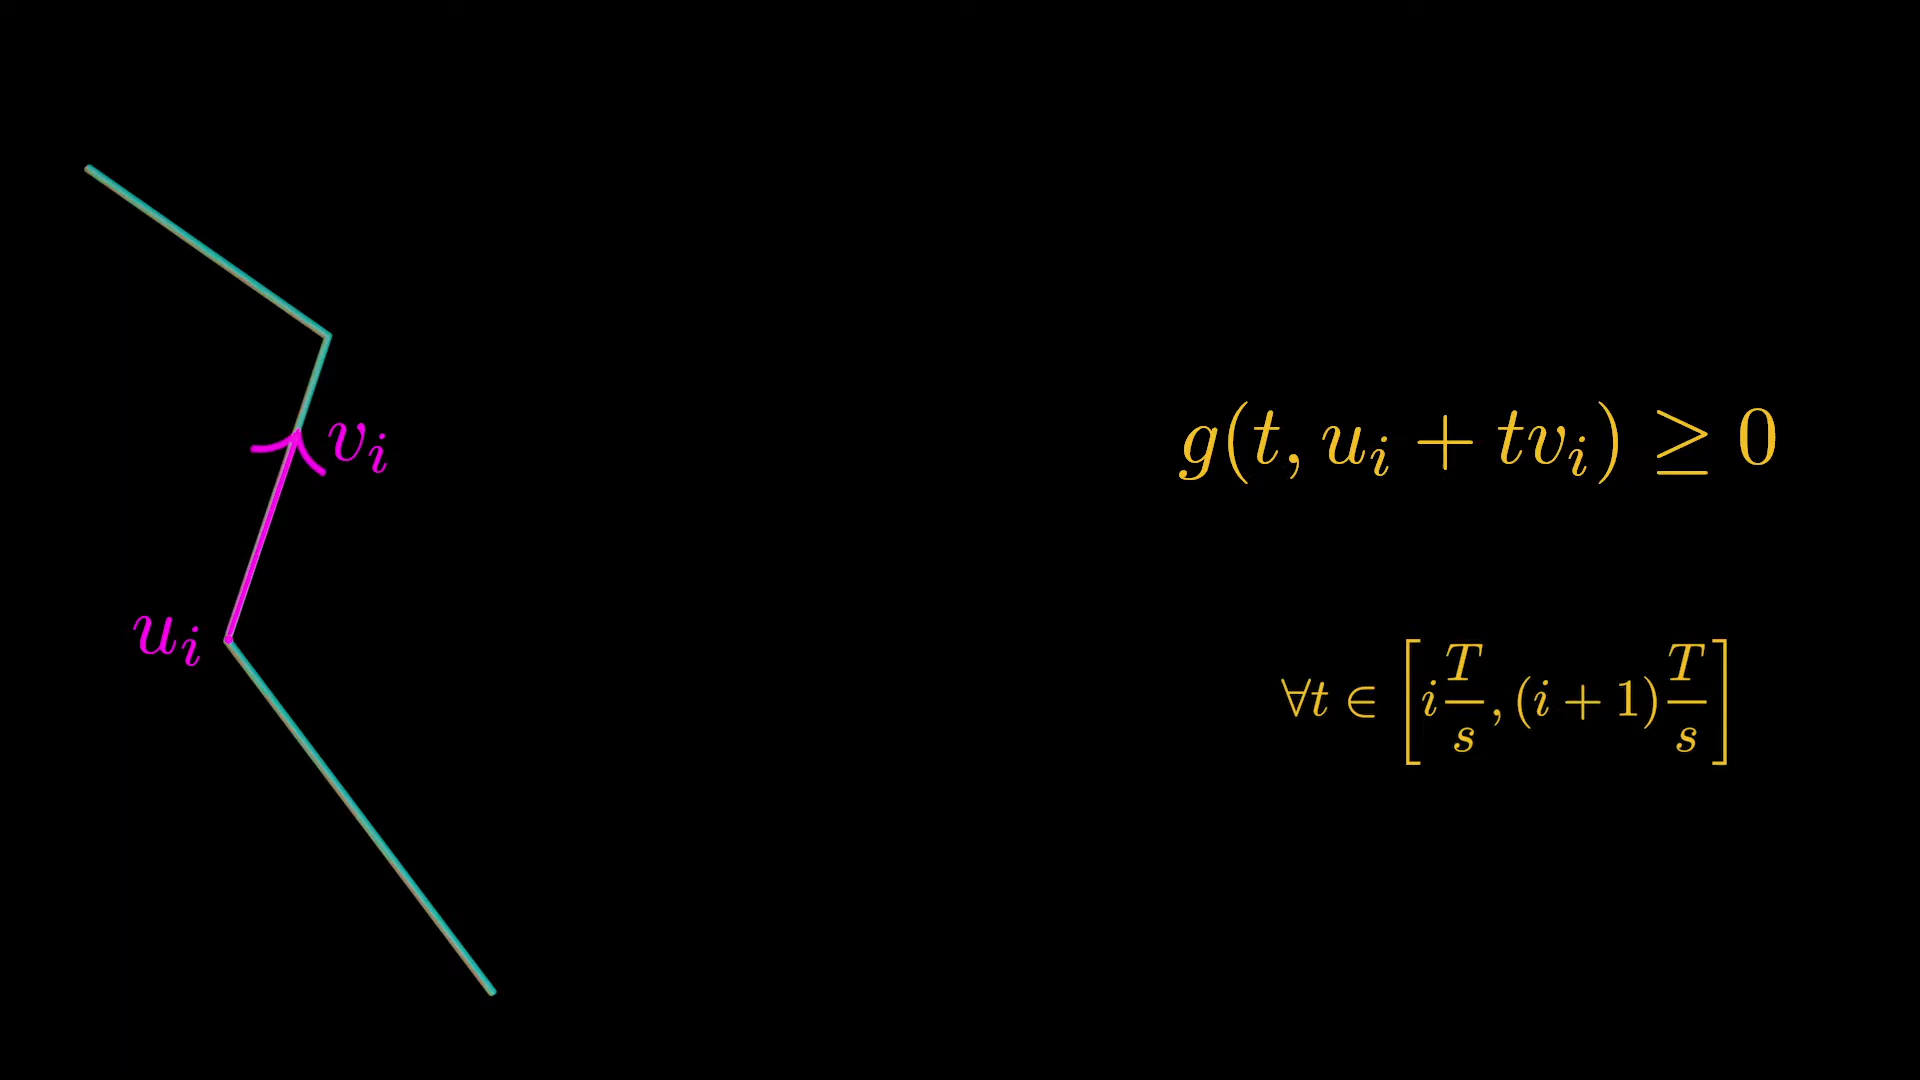 v_i
g(t, u_i + tv_i) ≥ 0
u_i
∀t ∈ [i T/s, (i + 1) T/s]